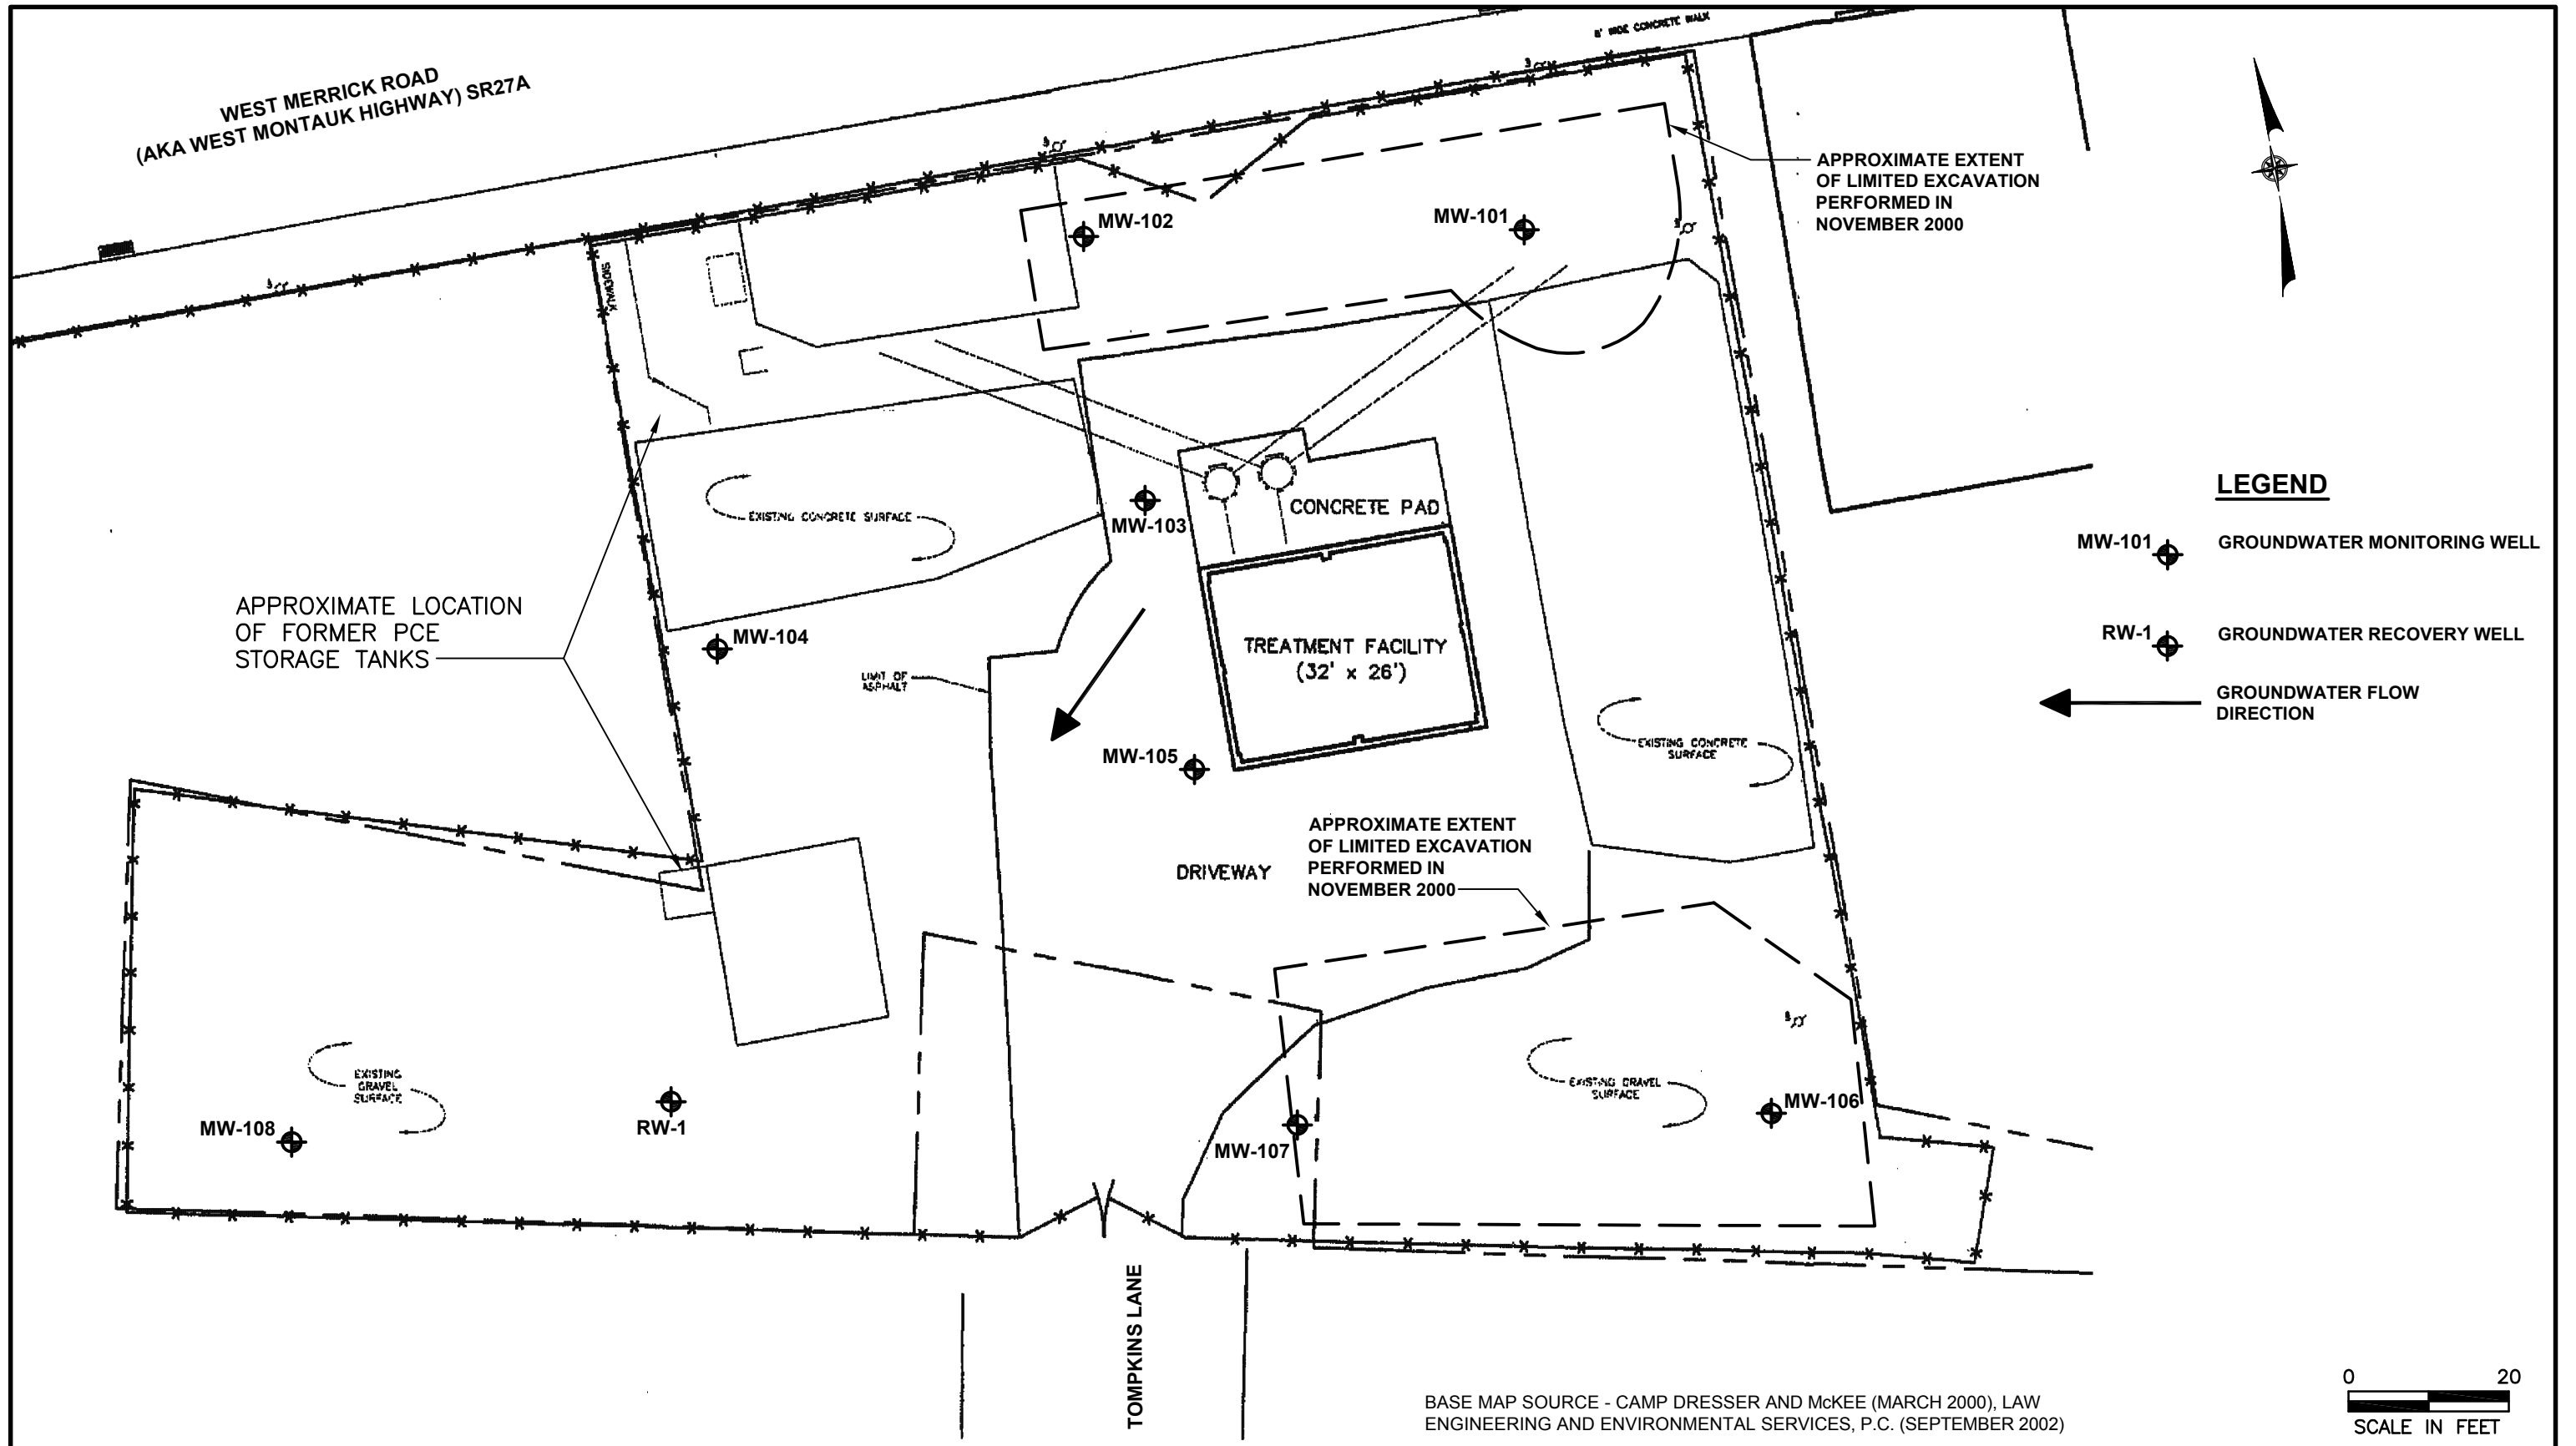 8' WIDE CONCRETE WALK
WEST MERRICK ROAD
(AKA WEST MONTAUK HIGHWAY) SR27A
APPROXIMATE EXTENT
OF LIMITED EXCAVATION
PERFORMED IN
NOVEMBER 2000
MW-102
MW-101
SIDEWALK
LEGEND
MW-101
GROUNDWATER MONITORING WELL
RW-1
GROUNDWATER RECOVERY WELL
GROUNDWATER FLOW
DIRECTION
EXISTING CONCRETE SURFACE
MW-103
CONCRETE PAD
APPROXIMATE LOCATION
OF FORMER PCE
STORAGE TANKS
MW-104
LIMIT OF
ASPHALT
TREATMENT FACILITY
(32' x 26')
EXISTING CONCRETE
SURFACE
MW-105
APPROXIMATE EXTENT
OF LIMITED EXCAVATION
PERFORMED IN
NOVEMBER 2000
DRIVEWAY
EXISTING
GRAVEL
SURFACE
EXISTING GRAVEL
SURFACE
MW-108
RW-1
MW-107
MW-106
TOMPKINS LANE
BASE MAP SOURCE - CAMP DRESSER AND McKEE (MARCH 2000), LAW
ENGINEERING AND ENVIRONMENTAL SERVICES, P.C. (SEPTEMBER 2002)
0 20
SCALE IN FEET